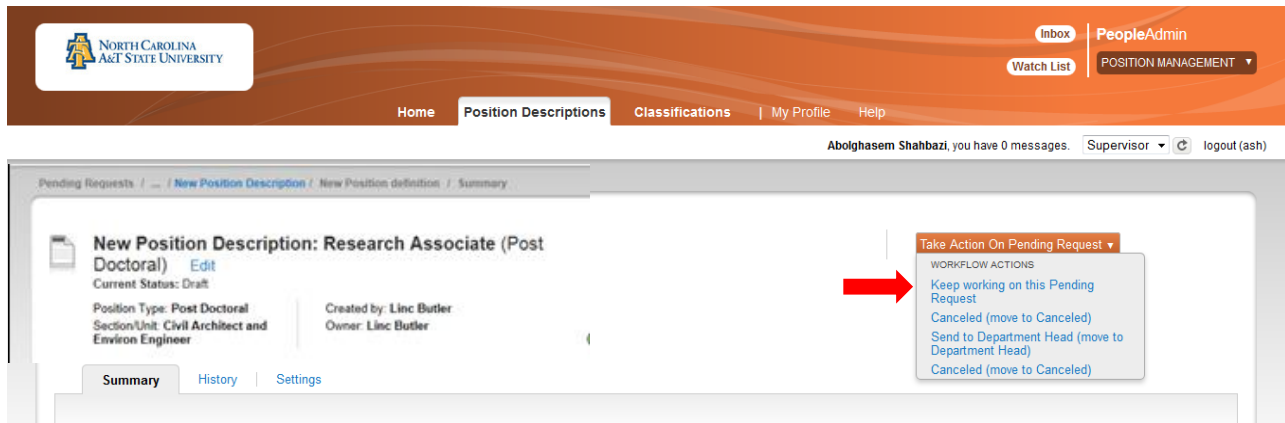 NORTH CAROLINA
A&T STATE UNIVERSITY
Inbox
PeopleAdmin
Watch List
POSITION MANAGEMENT
Home Position Descriptions Classifications | My Profile Help
Abolghasem Shahbazi, you have 0 messages. Supervisor logout (ash)
Pending Requests / ... / New Position Description / New Position definition / Summary
New Position Description: Research Associate (Post
Doctoral) Edit
Current Status: Draft
Position Type: Post Doctoral
Section/Unit: Civil Architect and
Environ Engineer
Created by: Linc Butler
Owner: Linc Butler
Take Action On Pending Request
WORKFLOW ACTIONS
Keep working on this Pending
Request
Canceled (move to Canceled)
Send to Department Head (move to
Department Head)
Canceled (move to Canceled)
Summary History Settings